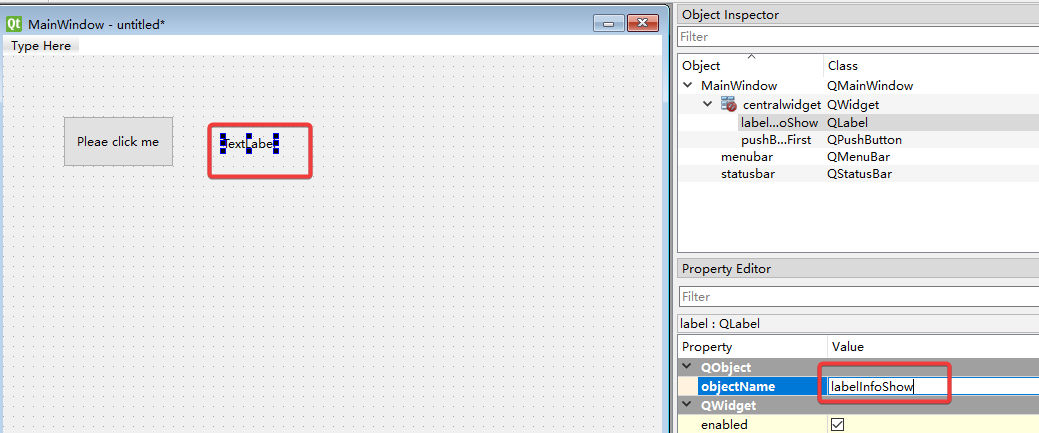 Qt MainWindow - untitled*
Type Here
Pleae click me
TextLabel
Object Inspector
Filter
Object Class
MainWindow QMainWindow
centralwidget QWidget
label...oShow QLabel
pushB...First QPushButton
menubar QMenuBar
statusbar QStatusBar
Property Editor
Filter
label : QLabel
Property Value
QObject
objectName labelInfoShow
QWidget
enabled